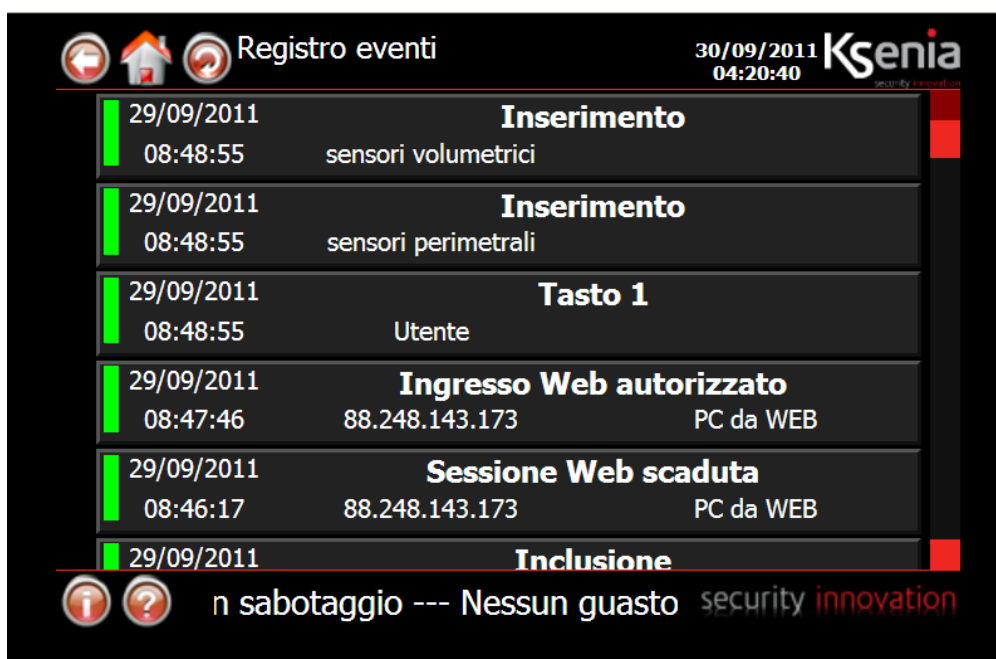 Registro eventi
30/09/2011
04:20:40
Ksenia
security innovation
29/09/2011 Inserimento
08:48:55 sensori volumetrici
29/09/2011 Inserimento
08:48:55 sensori perimetrali
29/09/2011 Tasto 1
08:48:55 Utente
29/09/2011 Ingresso Web autorizzato
08:47:46 88.248.143.173 PC da WEB
29/09/2011 Sessione Web scaduta
08:46:17 88.248.143.173 PC da WEB
29/09/2011 Inclusione
n sabotaggio --- Nessun guasto security innovation